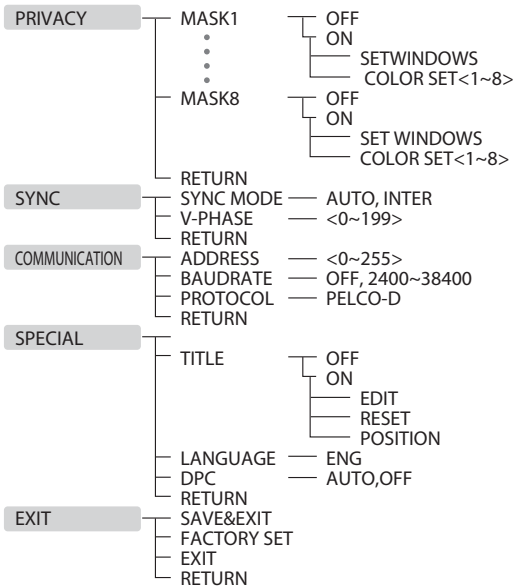 PRIVACY MASK1 OFF
ON
SETWINDOWS
COLOR SET<1~8>
MASK8 OFF
ON
SET WINDOWS
COLOR SET<1~8>
RETURN
SYNC SYNC MODE AUTO, INTER
V-PHASE <0~199>
RETURN
COMMUNICATION ADDRESS <0~255>
BAUDRATE OFF, 2400~38400
PROTOCOL PELCO-D
RETURN
SPECIAL
TITLE OFF
ON
EDIT
RESET
POSITION
LANGUAGE ENG
DPC AUTO,OFF
RETURN
EXIT SAVE&EXIT
FACTORY SET
EXIT
RETURN